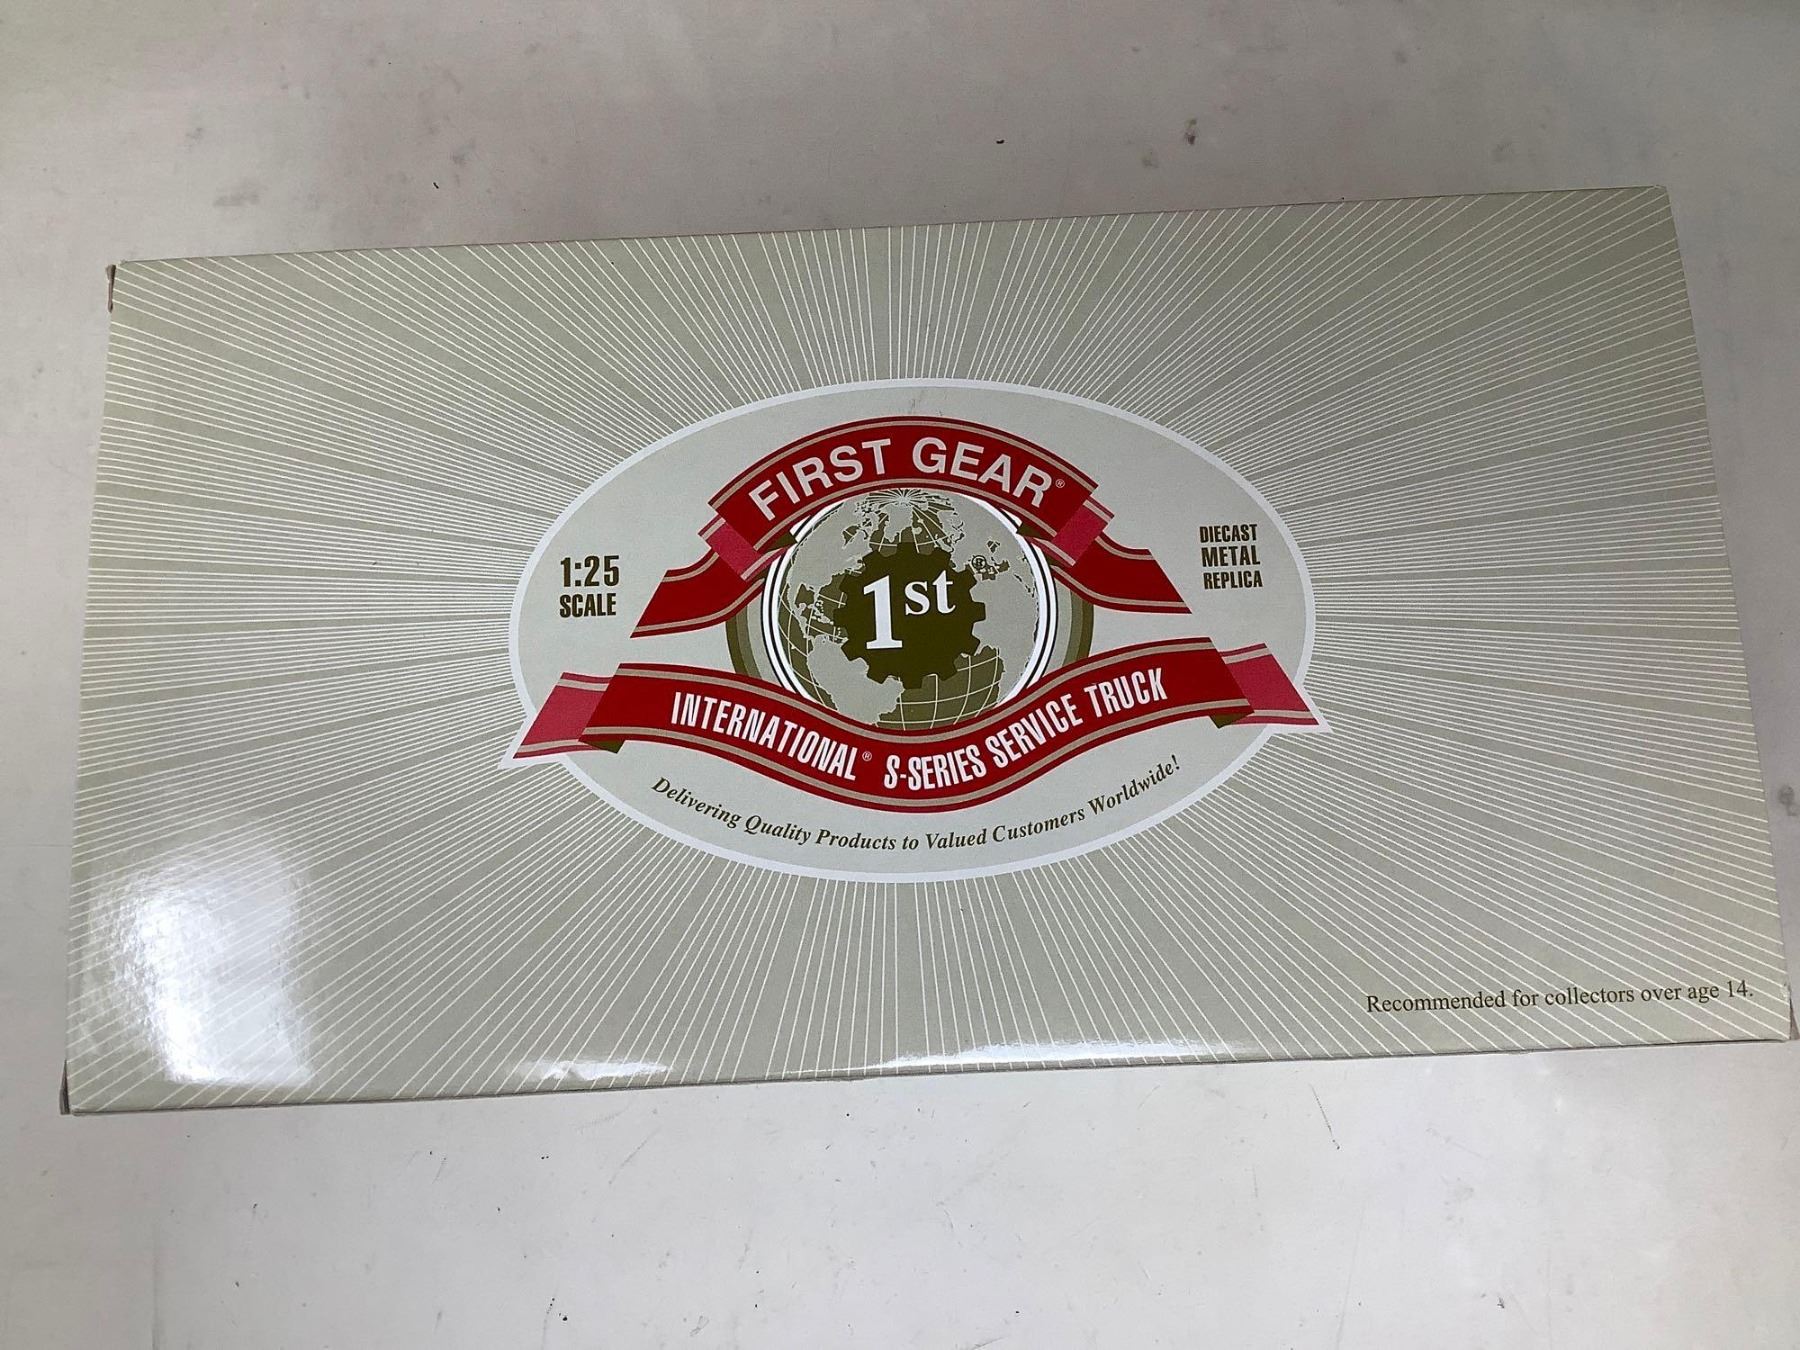 FIRST GEAR®
1:25
SCALE
DIECAST
METAL
REPLICA
1st ®
INTERNATIONAL® S-SERIES SERVICE TRUCK
Delivering Quality Products to Valued Customers Worldwide!
Recommended for collectors over age 14.